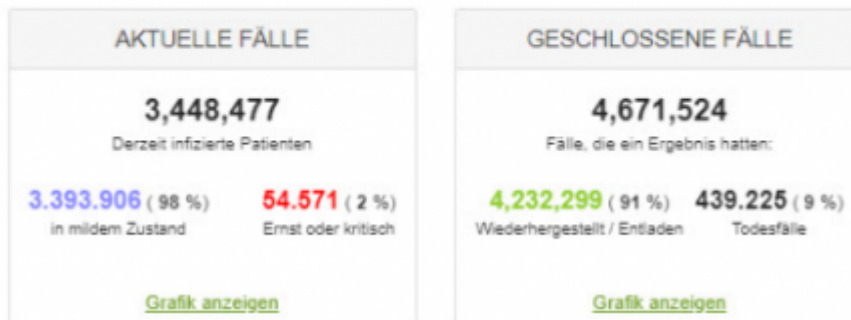 AKTUELLE FÄLLE
3,448,477
Derzeit infizierte Patienten
3.393.906 ( 98 %)
in mildem Zustand
54.571 ( 2 %)
Ernst oder kritisch
Grafik anzeigen
GESCHLOSSENE FÄLLE
4,671,524
Fälle, die ein Ergebnis hatten:
4,232,299 ( 91 %)
Wiederhergestellt / Entladen
439.225 ( 9 %)
Todesfälle
Grafik anzeigen